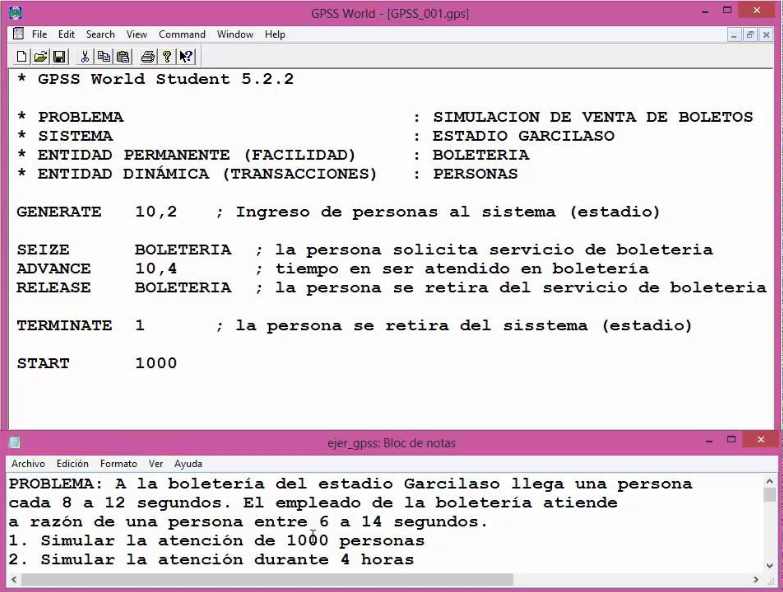 GPSS World - [GPSS_001.gps]
File Edit Search View Command Window Help
* GPSS World Student 5.2.2
* PROBLEMA : SIMULACION DE VENTA DE BOLETOS
* SISTEMA : ESTADIO GARCILASO
* ENTIDAD PERMANENTE (FACILIDAD) : BOLETERIA
* ENTIDAD DINÁMICA (TRANSACCIONES) : PERSONAS
GENERATE 10,2 ; Ingreso de personas al sistema (estadio)
SEIZE BOLETERIA ; la persona solicita servicio de boleteria
ADVANCE 10,4 ; tiempo en ser atendido en boletería
RELEASE BOLETERIA ; la persona se retira del servicio de boleteria
TERMINATE 1 ; la persona se retira del sisstema (estadio)
START 1000
ejer_gpss: Bloc de notas
Archivo Edición Formato Ver Ayuda
PROBLEMA: A la boletería del estadio Garcilaso llega una persona
cada 8 a 12 segundos. El empleado de la boletería atiende
a razón de una persona entre 6 a 14 segundos.
1. Simular la atención de 1000 personas
2. Simular la atención durante 4 horas